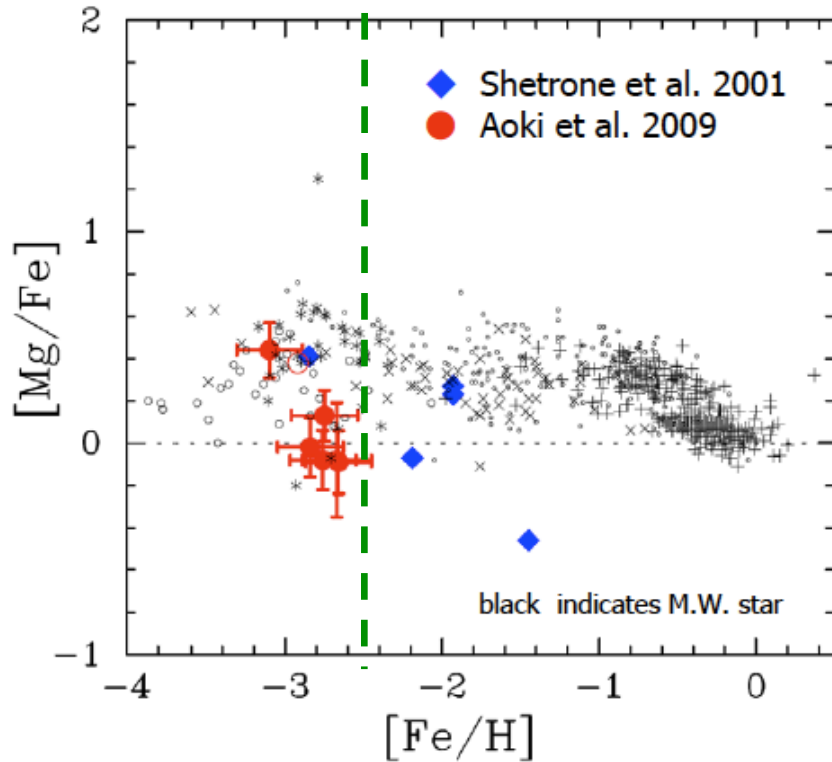 2
Shetrone et al. 2001
Aoki et al. 2009
1
[Mg/Fe]
0
black indicates M.W. star
−1
−4 −3 −2 −1 0
[Fe/H]